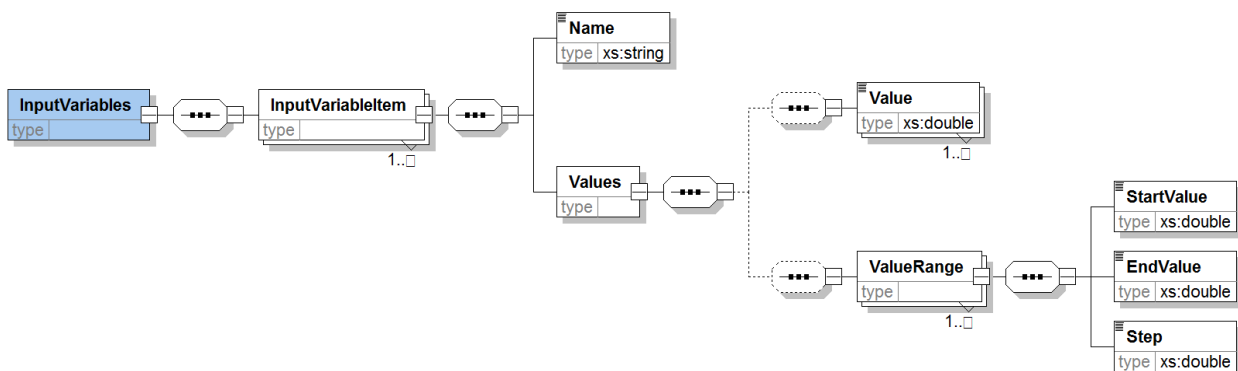 InputVariables
type
InputVariableItem
type
1..□
Name
type xs:string
Values
type
Value
type xs:double
1..□
ValueRange
type
1..□
StartValue
type xs:double
EndValue
type xs:double
Step
type xs:double